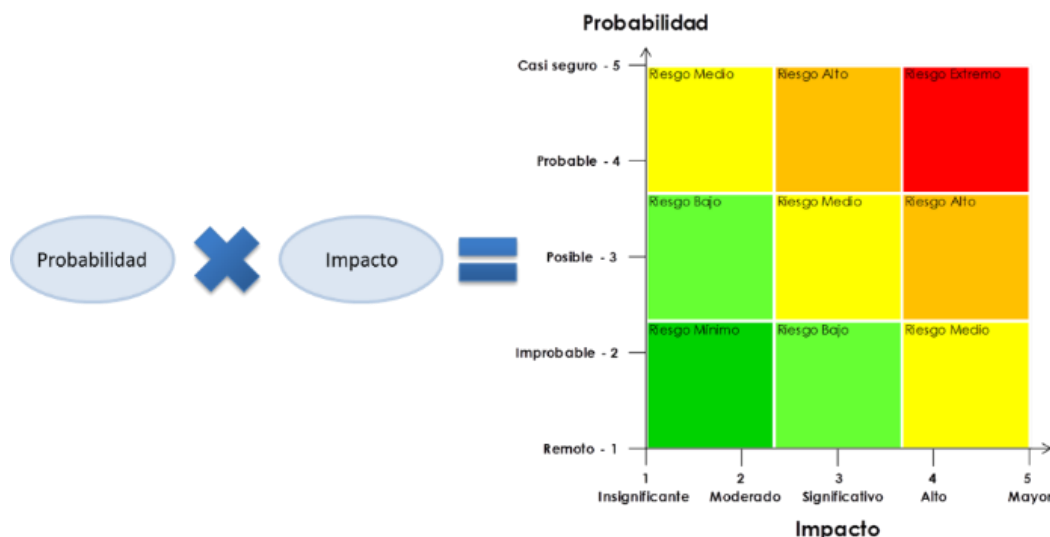 Probabilidad
Impacto
Probabilidad
Casi seguro - 5
Probable - 4
Posible - 3
Improbable - 2
Remoto - 1
Riesgo Medio
Riesgo Alto
Riesgo Extremo
Riesgo Bajo
Riesgo Medio
Riesgo Alto
Riesgo Mínimo
Riesgo Bajo
Riesgo Medio
1
2
3
4
5
Insignificante
Moderado
Significativo
Alto
Mayor
Impacto